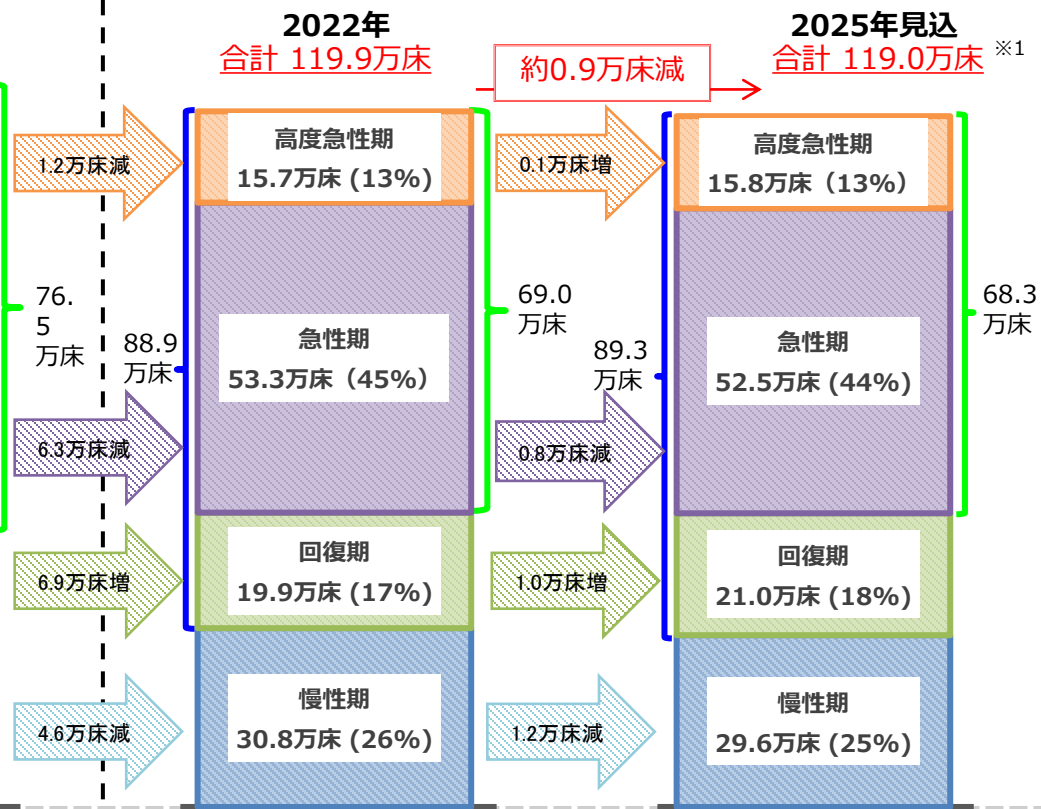 2022年
合計 119.9万床
約0.9万床減
2025年見込
合計 119.0万床 ※1
1.2万床減
高度急性期
15.7万床 (13%)
0.1万床増
高度急性期
15.8万床（13%）
76.
5
万床
88.9
万床
急性期
53.3万床（45%）
69.0
万床
89.3
万床
急性期
52.5万床 (44%)
68.3
万床
6.3万床減
0.8万床減
6.9万床増
回復期
19.9万床 (17%)
1.0万床増
回復期
21.0万床 (18%)
4.6万床減
慢性期
30.8万床 (26%)
1.2万床減
慢性期
29.6万床 (25%)